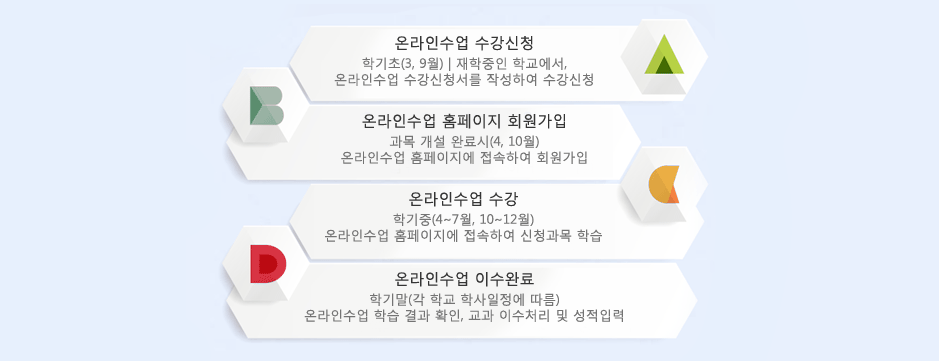 온라인수업 수강신청
학기초(3, 9월) | 재학중인 학교에서,
온라인수업 수강신청서를 작성하여 수강신청
A
B
온라인수업 홈페이지 회원가입
과목 개설 완료시(4, 10월)
온라인수업 홈페이지에 접속하여 회원가입
온라인수업 수강
학기중(4~7월, 10~12월)
온라인수업 홈페이지에 접속하여 신청과목 학습
C
D
온라인수업 이수완료
학기말(각 학교 학사일정에 따름)
온라인수업 학습 결과 확인, 교과 이수처리 및 성적입력